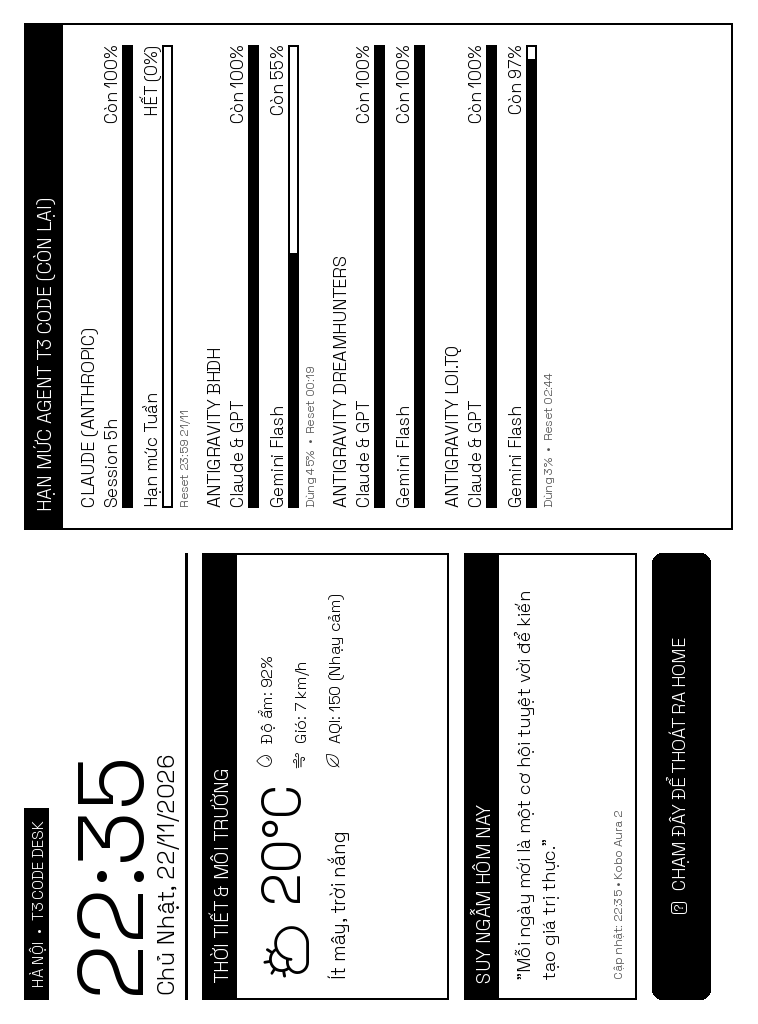 HÀ NỘI • T3 CODE DESK
22:35
Chủ Nhật, 22/11/2026
THỜI TIẾT & MÔI TRƯỜNG
20°C
Ít mây, trời nắng
Độ ẩm: 92%
Gió: 7 km/h
AQI: 150 (Nhạy cảm)
SUY NGẪM HÔM NAY
"Mỗi ngày mới là một cơ hội tuyệt vời để kiến
tạo giá trị thực."
Cập nhật: 22:35 • Kobo Aura 2
CHẠM ĐÂY ĐỂ THOÁT RA HOME
HẠN MỨC AGENT T3 CODE (CÒN LẠI)
CLAUDE (ANTHROPIC)
Session 5h Còn 100%
Hạn mức Tuần HẾT (0%)
Reset 23:59 21/11
ANTIGRAVITY BHDH
Claude & GPT Còn 100%
Gemini Flash Còn 55%
Dùng 45% • Reset 00:19
ANTIGRAVITY DREAMHUNTERS
Claude & GPT Còn 100%
Gemini Flash Còn 100%
ANTIGRAVITY LOI.TQ
Claude & GPT Còn 100%
Gemini Flash Còn 97%
Dùng 3% • Reset 02:44